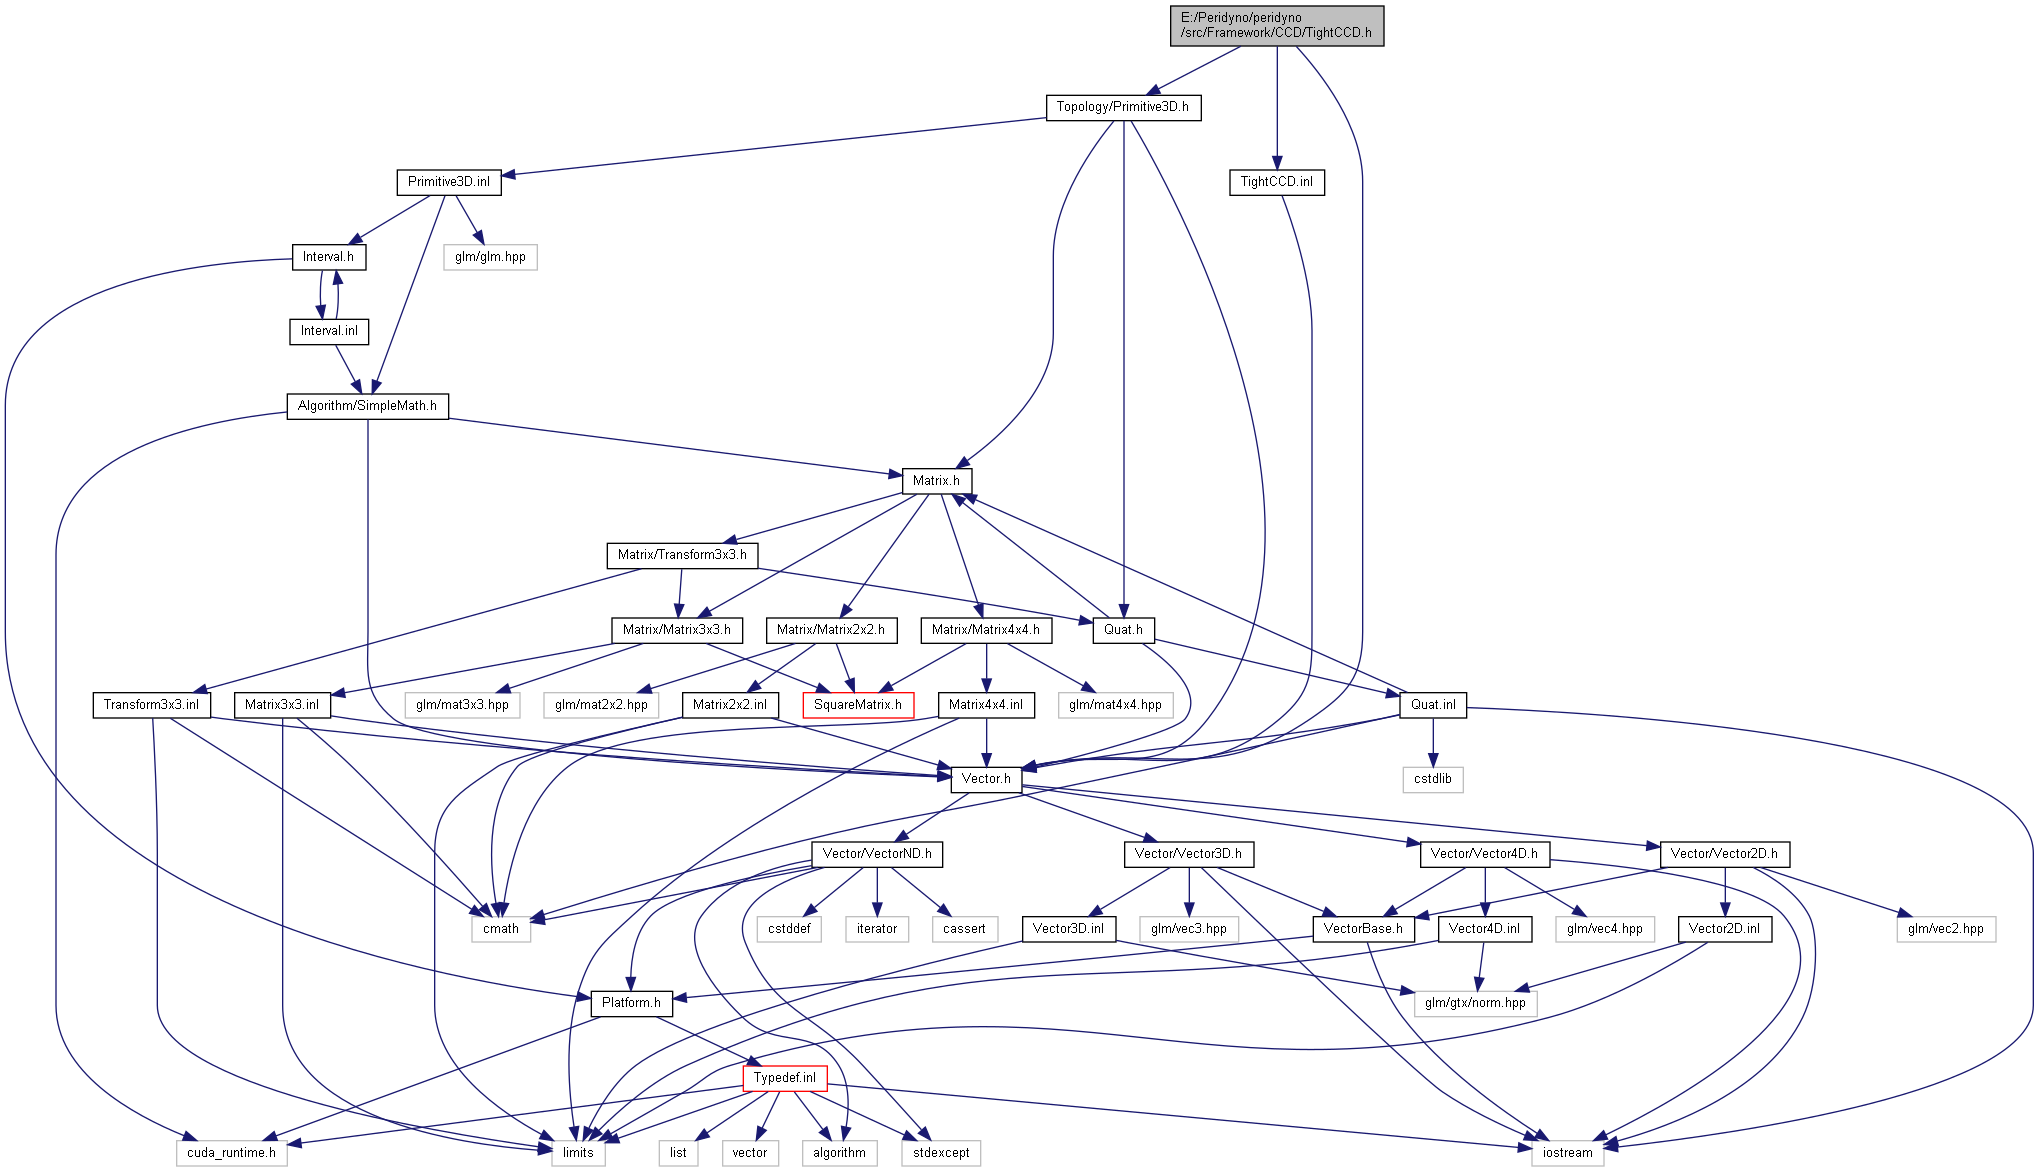 E:/Peridyno/peridyno
/src/Framework/CCD/TightCCD.h
Topology/Primitive3D.h
Primitive3D.inl
TightCCD.inl
Interval.h
glm/glm.hpp
Interval.inl
Algorithm/SimpleMath.h
Matrix.h
Matrix/Transform3x3.h
Matrix/Matrix3x3.h
Matrix/Matrix2x2.h
Matrix/Matrix4x4.h
Quat.h
Transform3x3.inl
Matrix3x3.inl
glm/mat3x3.hpp
glm/mat2x2.hpp
Matrix2x2.inl
SquareMatrix.h
Matrix4x4.inl
glm/mat4x4.hpp
Quat.inl
Vector.h
cstdlib
Vector/VectorND.h
Vector/Vector3D.h
Vector/Vector4D.h
Vector/Vector2D.h
cmath
cstddef
iterator
cassert
Vector3D.inl
glm/vec3.hpp
VectorBase.h
Vector4D.inl
glm/vec4.hpp
Vector2D.inl
glm/vec2.hpp
Platform.h
glm/gtx/norm.hpp
Typedef.inl
cuda_runtime.h
limits
list
vector
algorithm
stdexcept
iostream